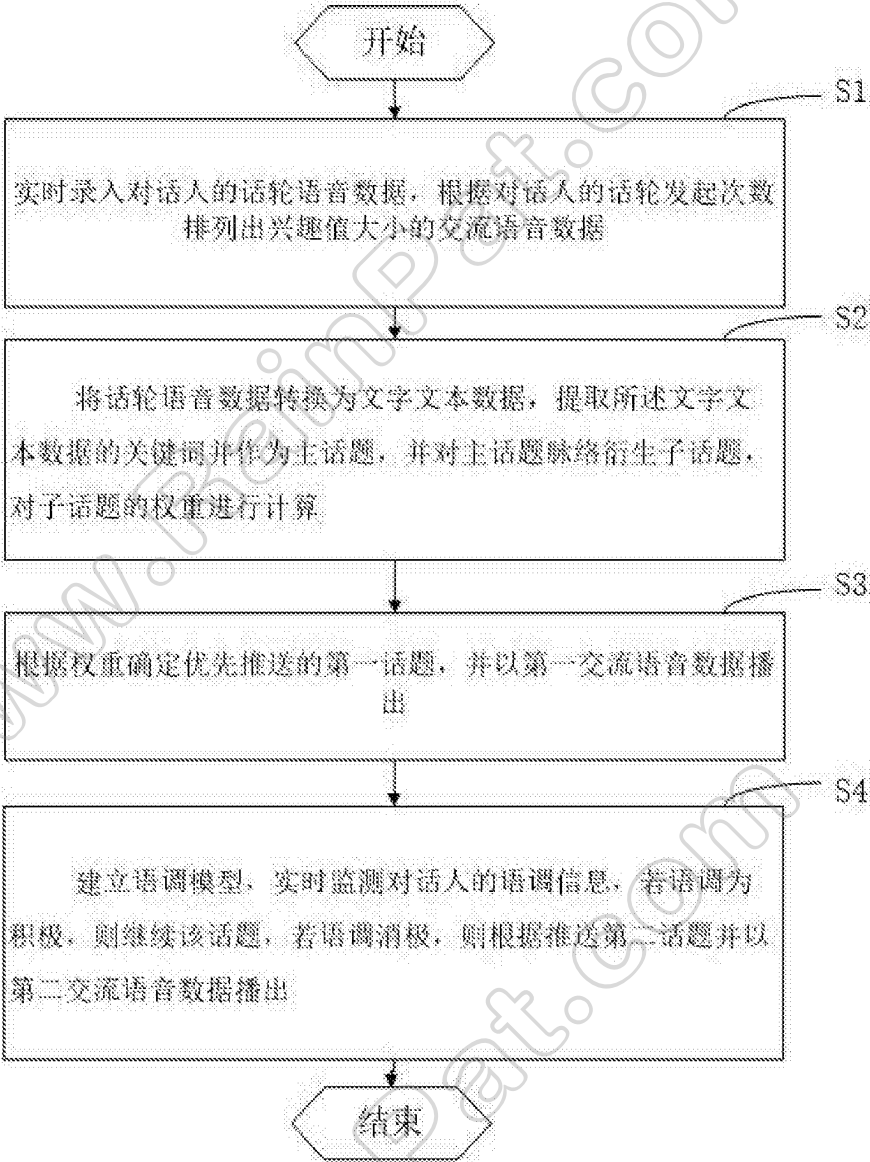 开始
S1
实时录入对话人的话轮语音数据，根据对话人的话轮发起次数
排列出兴趣值大小的交流语音数据
S2
将话轮语音数据转换为文字文本数据，提取所述文字文
本数据的关键词并作为主话题，并对主话题脉络衍生子话题，
对子话题的权重进行计算
S3
根据权重确定优先推送的第一话题，并以第一交流语音数据播
出
S4
建立语调模型，实时监测对话人的语调信息，若语调为
积极，则继续该话题，若语调消极，则根据推送第二话题并以
第二交流语音数据播出
结束
www.RainPat.com
Pat.com